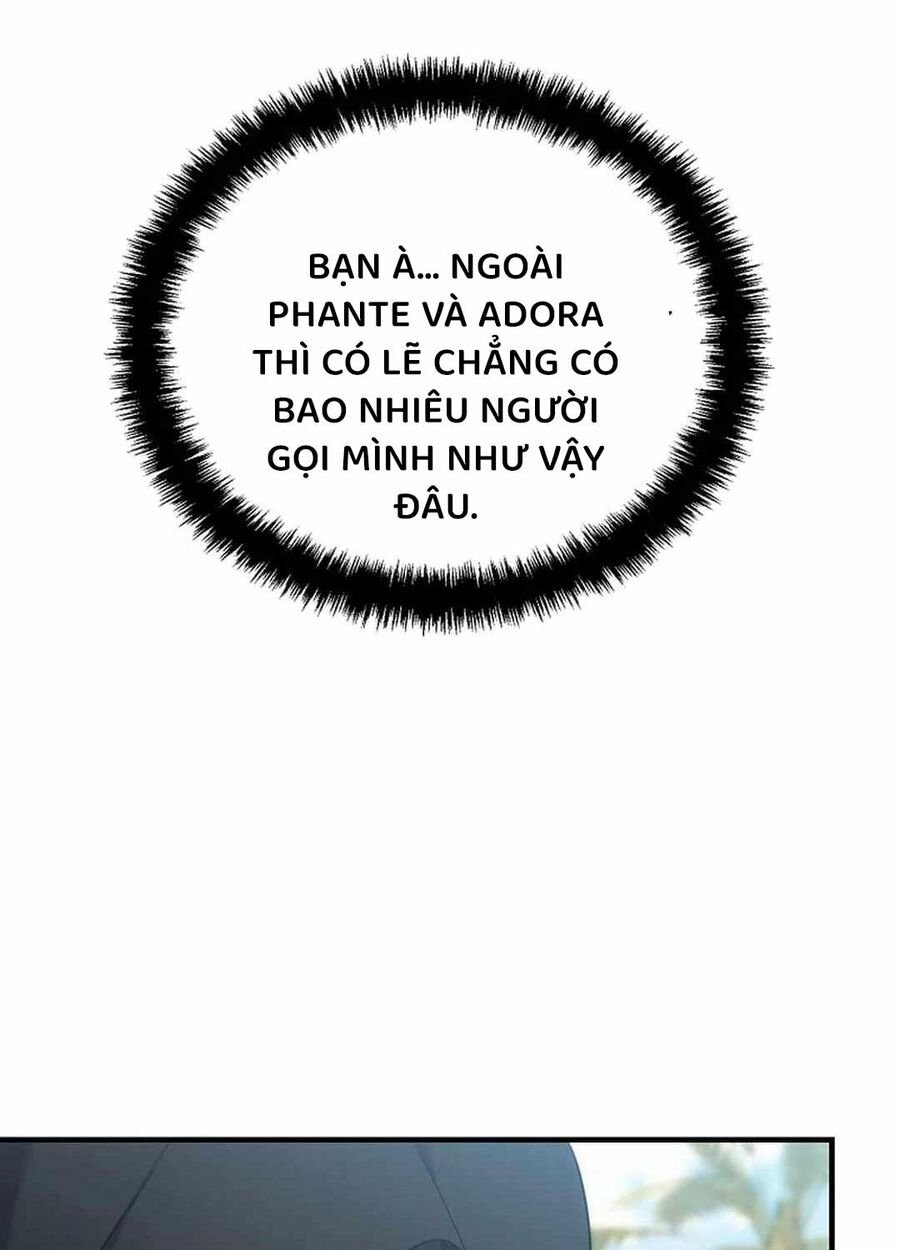 BẠN À... NGOÀI
PHANTE VÀ ADORA
THÌ CÓ LẼ CHẲNG CÓ
BAO NHIÊU NGƯỜI
GỌI MÌNH NHƯ VẬY
ĐÂU.